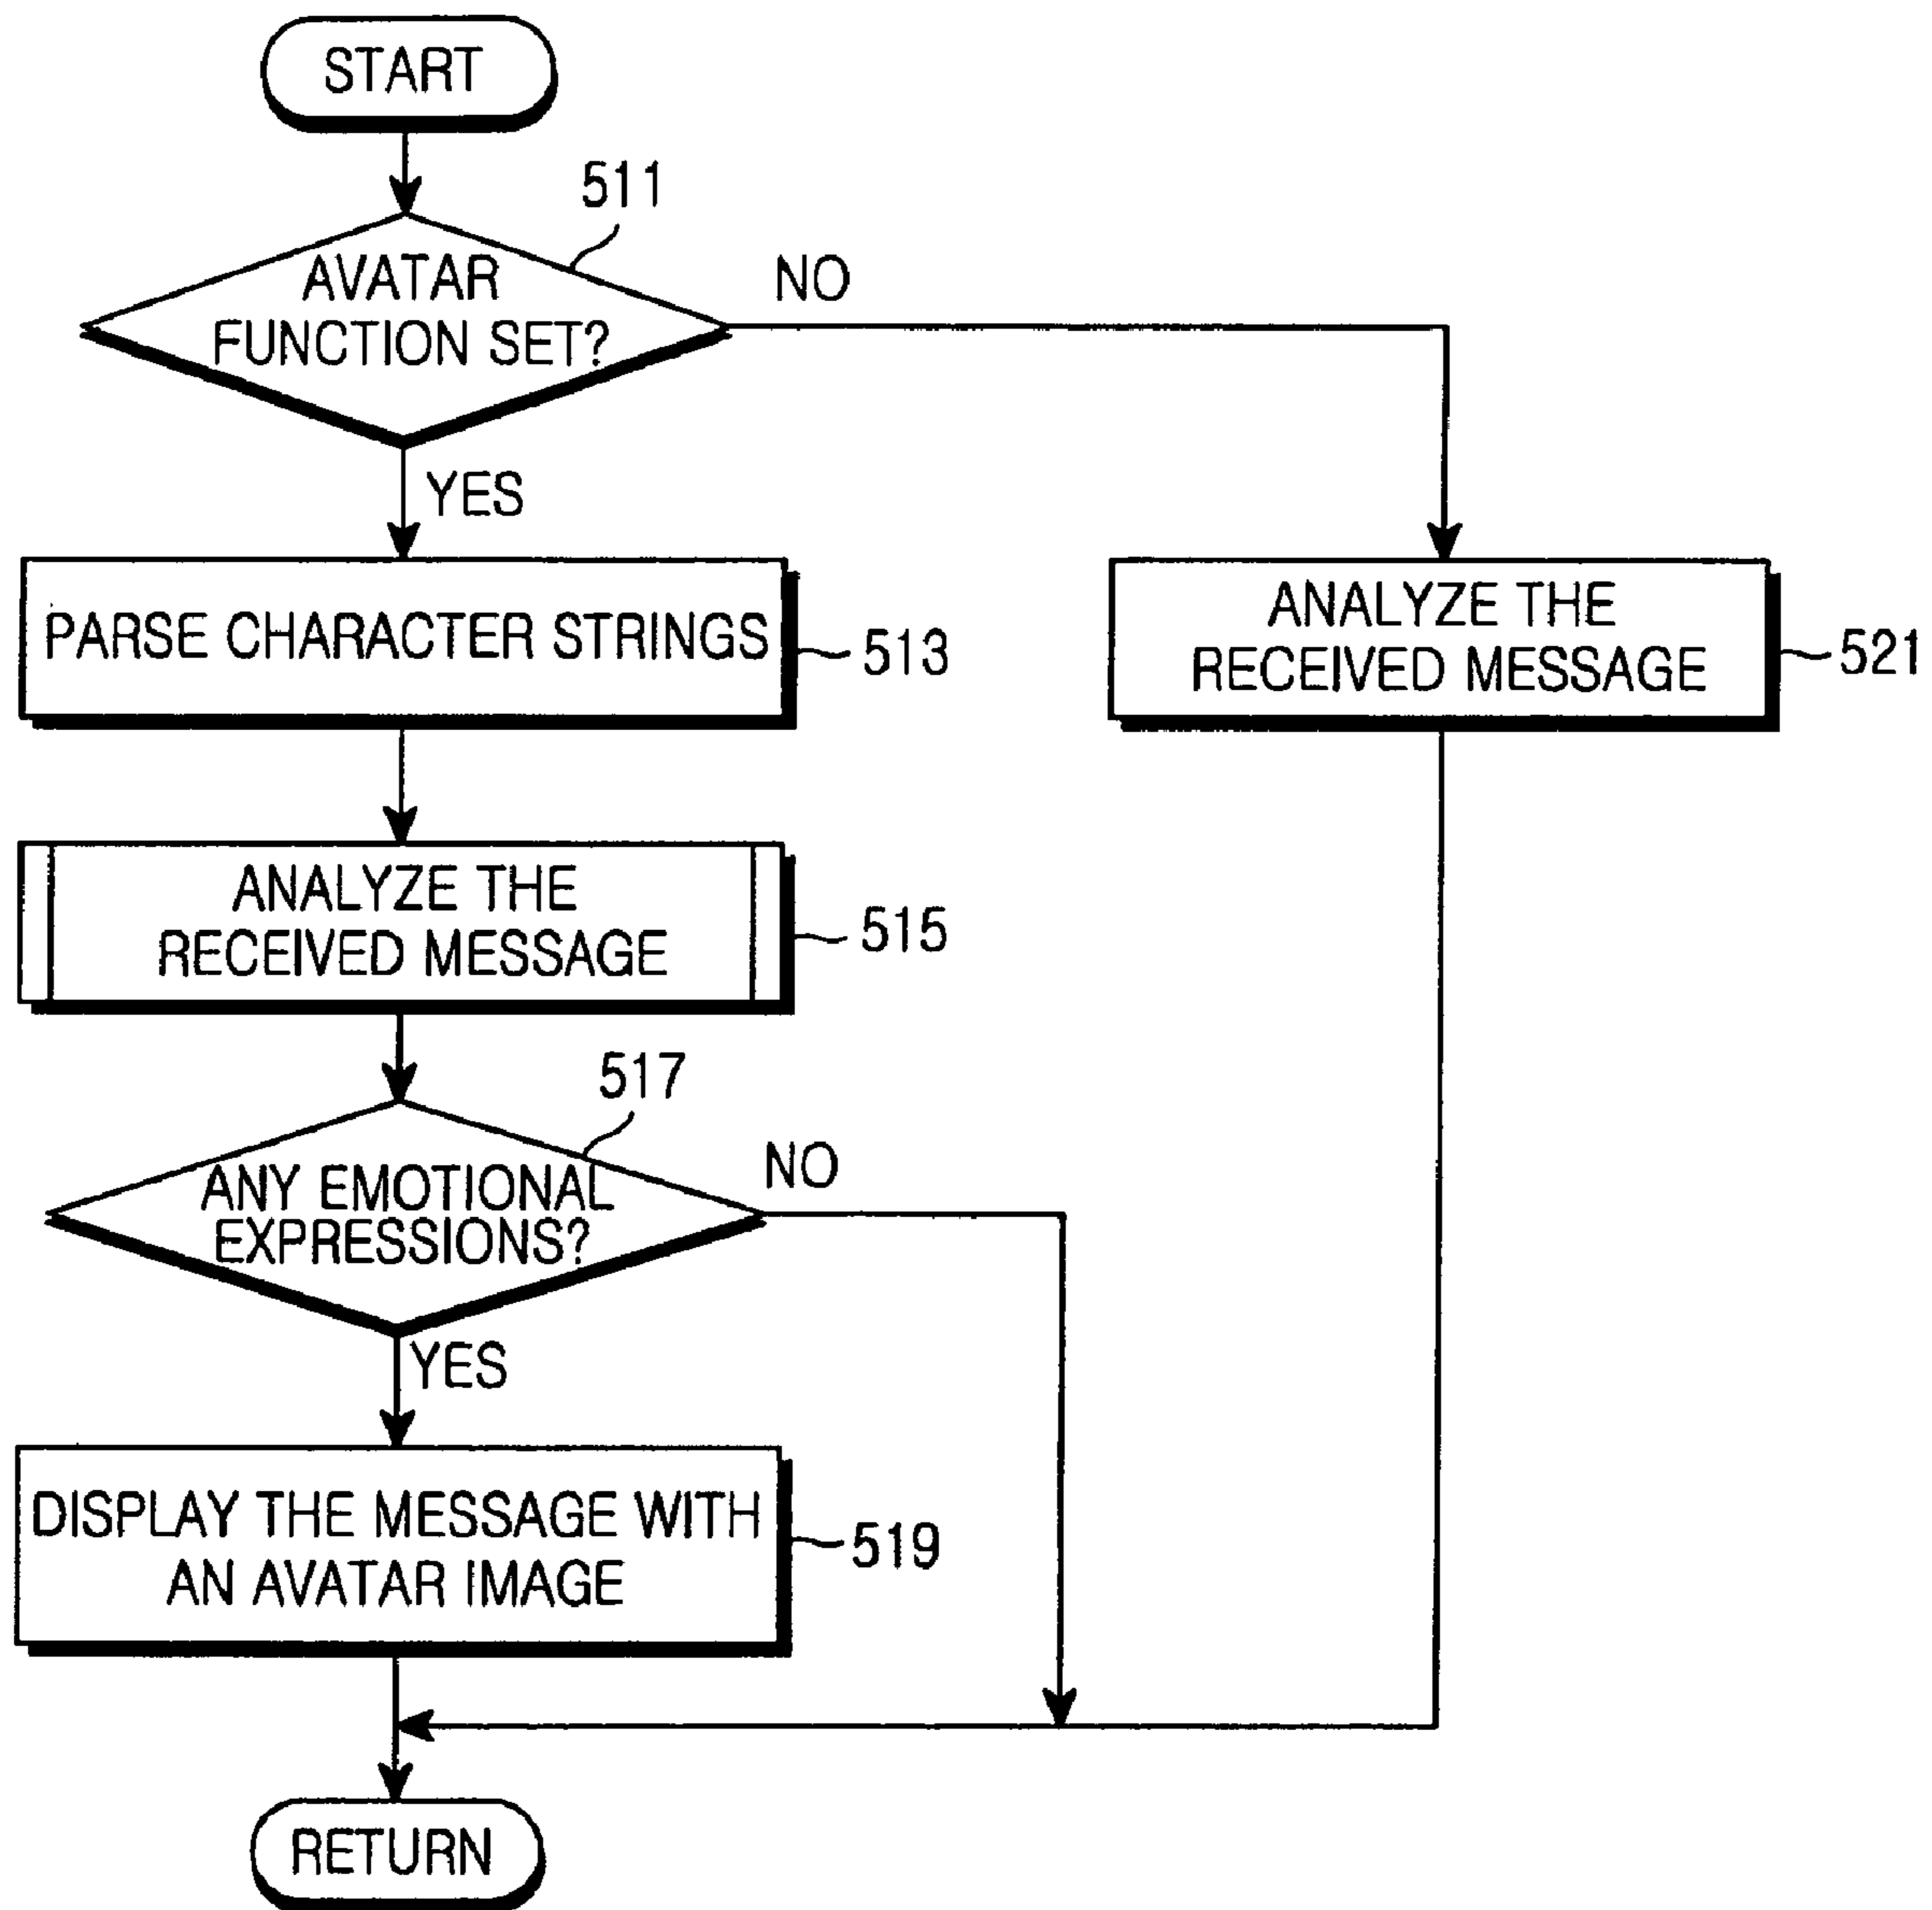 START
511
AVATAR
FUNCTION SET?
NO
YES
PARSE CHARACTER STRINGS
513
ANALYZE THE
RECEIVED MESSAGE
521
ANALYZE THE
RECEIVED MESSAGE
515
517
ANY EMOTIONAL
EXPRESSIONS?
NO
YES
DISPLAY THE MESSAGE WITH
AN AVATAR IMAGE
519
RETURN